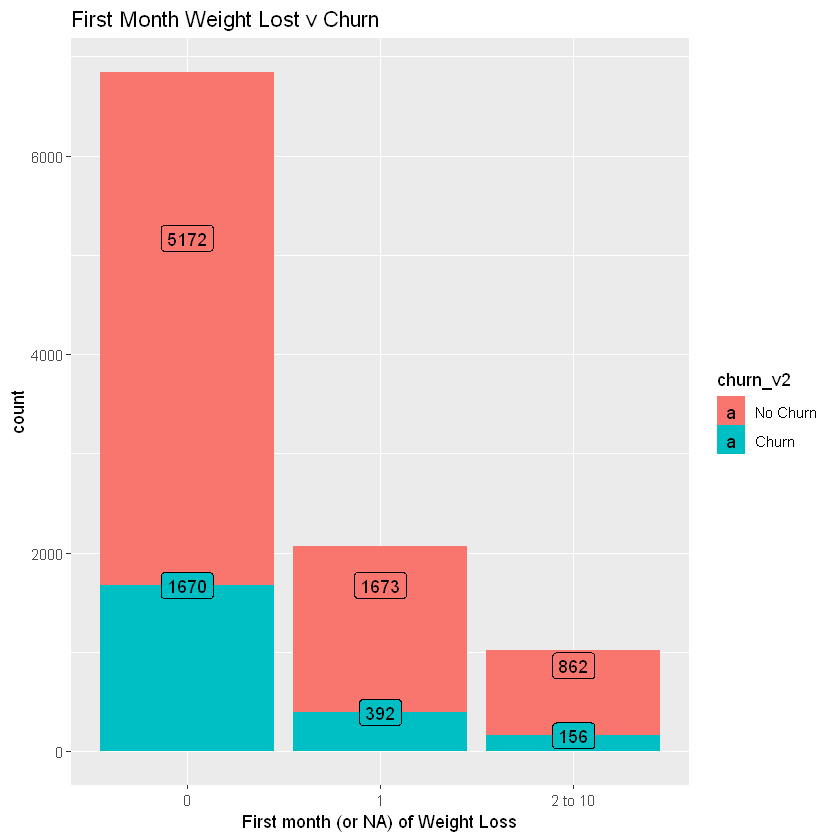 First Month Weight Lost v Churn
6000
4000
2000
0
count
5172
1670
1673
392
862
156
0
1
2 to 10
First month (or NA) of Weight Loss
churn_v2
a No Churn
a Churn